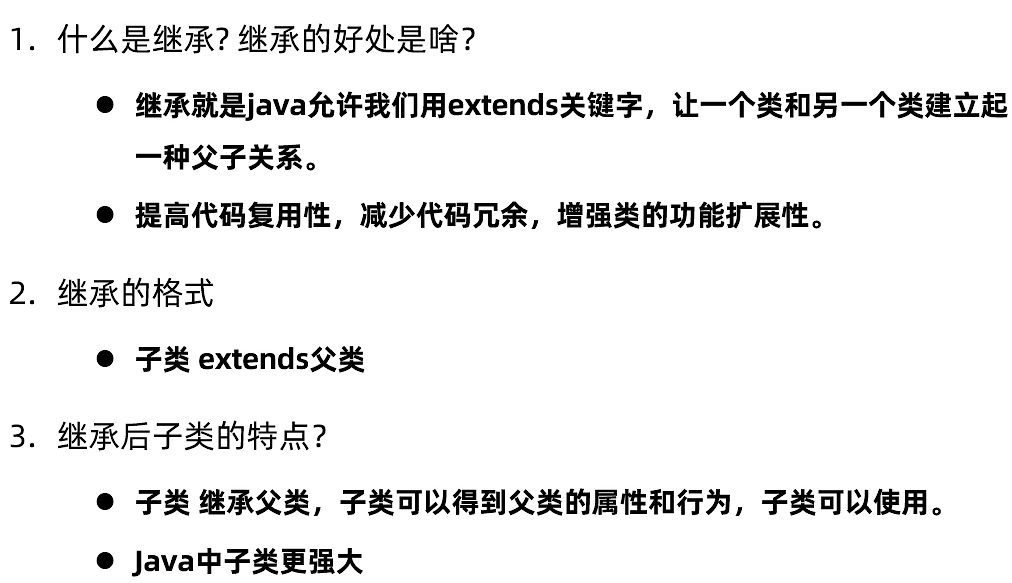 1. 什么是继承? 继承的好处是啥?
● 继承就是java允许我们用extends关键字，让一个类和另一个类建立起
一种父子关系。
● 提高代码复用性，减少代码冗余，增强类的功能扩展性。
2. 继承的格式
● 子类 extends父类
3. 继承后子类的特点?
● 子类 继承父类，子类可以得到父类的属性和行为，子类可以使用。
● Java中子类更强大